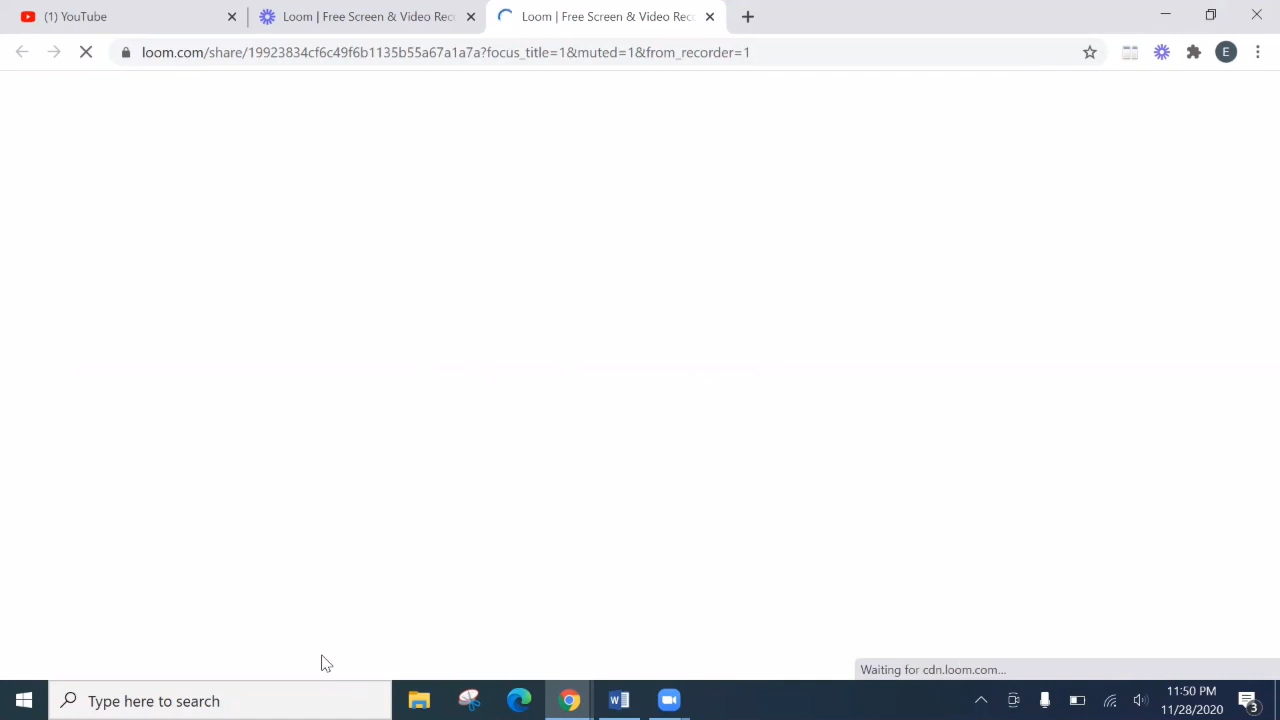 (1) YouTube
Loom | Free Screen & Video Rec
Loom | Free Screen & Video Rec
loom.com/share/19923834cf6c49f6b1135b55a67a1a7a?focus_title=1&muted=1&from_recorder=1
E
Waiting for cdn.loom.com...
Type here to search
11:50 PM
11/28/2020
3